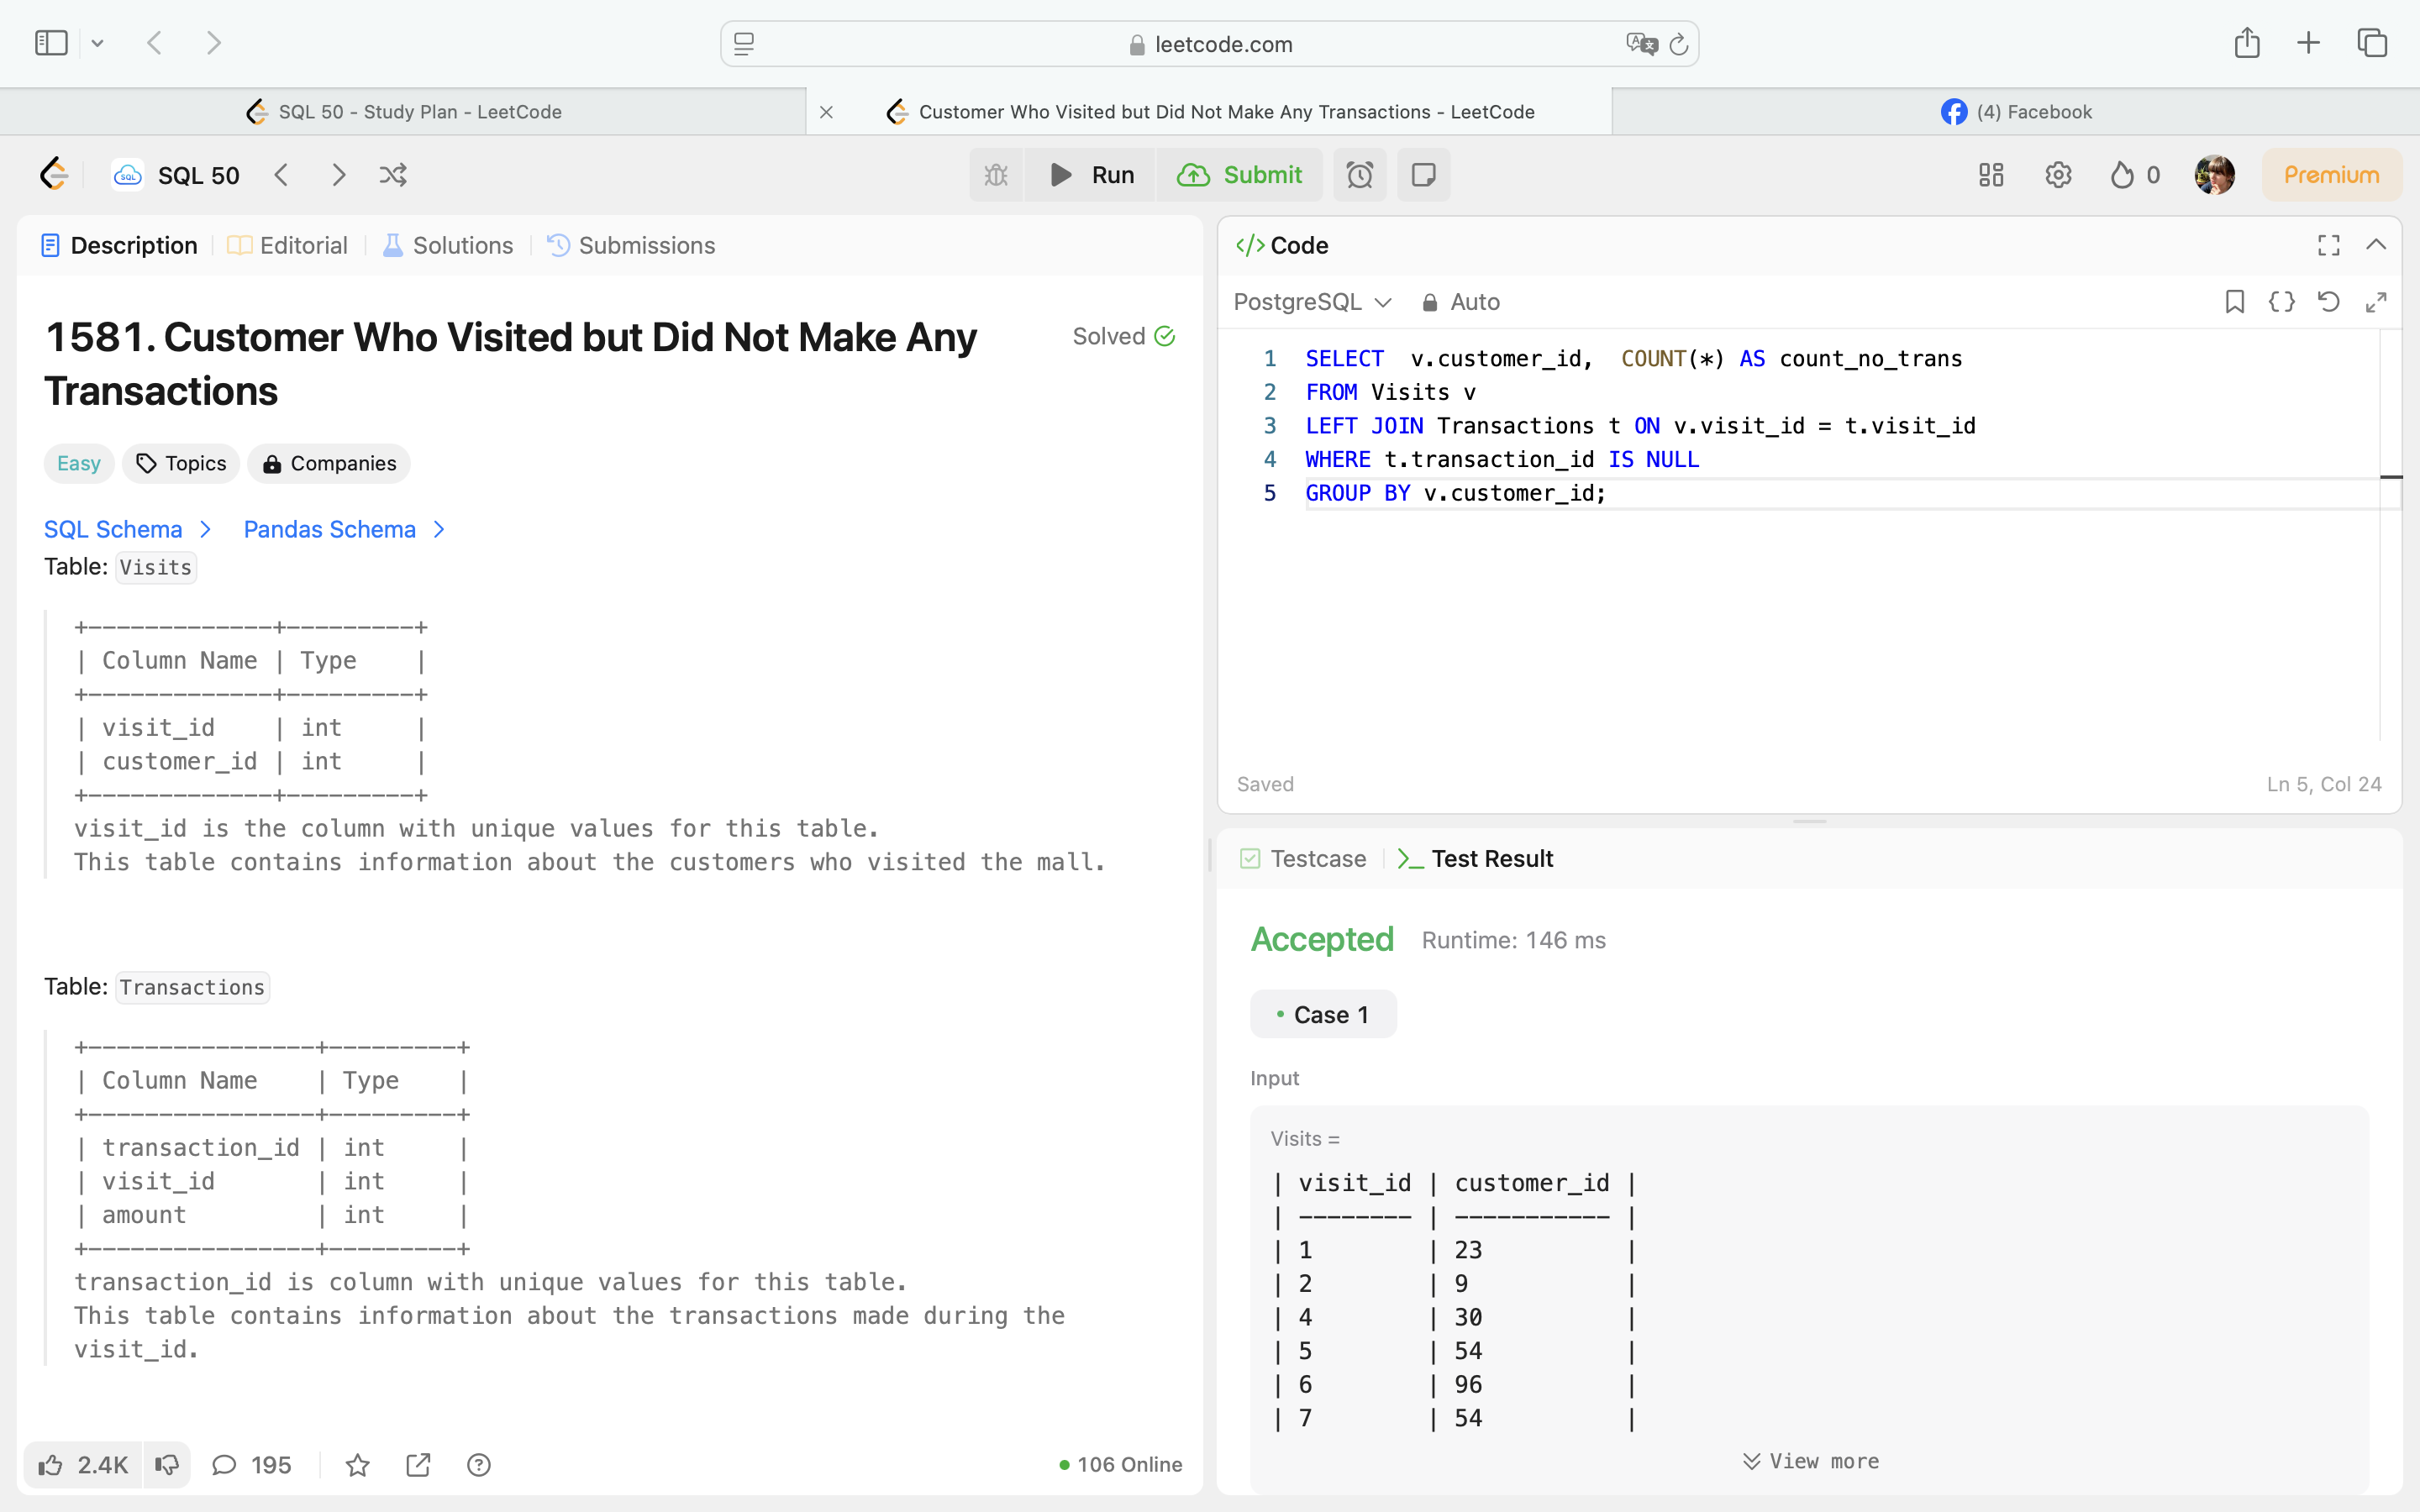 leetcode.com
SQL 50 - Study Plan - LeetCode
Customer Who Visited but Did Not Make Any Transactions - LeetCode
(4) Facebook
SQL 50
Run
Submit
0
Premium
Description
Editorial
Solutions
Submissions
1581. Customer Who Visited but Did Not Make Any
Transactions
Solved
Easy
Topics
Companies
SQL Schema
Pandas Schema
Table: Visits
+-------------+---------+
| Column Name | Type    |
+-------------+---------+
| visit_id    | int     |
| customer_id | int     |
+-------------+---------+
visit_id is the column with unique values for this table.
This table contains information about the customers who visited the mall.
Table: Transactions
+----------------+---------+
| Column Name    | Type    |
+----------------+---------+
| transaction_id | int     |
| visit_id       | int     |
| amount         | int     |
+----------------+---------+
transaction_id is column with unique values for this table.
This table contains information about the transactions made during the
visit_id.
2.4K
195
106 Online
</> Code
PostgreSQL
Auto
1 SELECT  v.customer_id,  COUNT(*) AS count_no_trans
2 FROM Visits v
3 LEFT JOIN Transactions t ON v.visit_id = t.visit_id
4 WHERE t.transaction_id IS NULL
5 GROUP BY v.customer_id;
Saved
Ln 5, Col 24
Testcase
>_ Test Result
Accepted
Runtime: 146 ms
Case 1
Input
Visits =
| visit_id | customer_id |
| -------- | ----------- |
| 1        | 23          |
| 2        | 9           |
| 4        | 30          |
| 5        | 54          |
| 6        | 96          |
| 7        | 54          |
View more